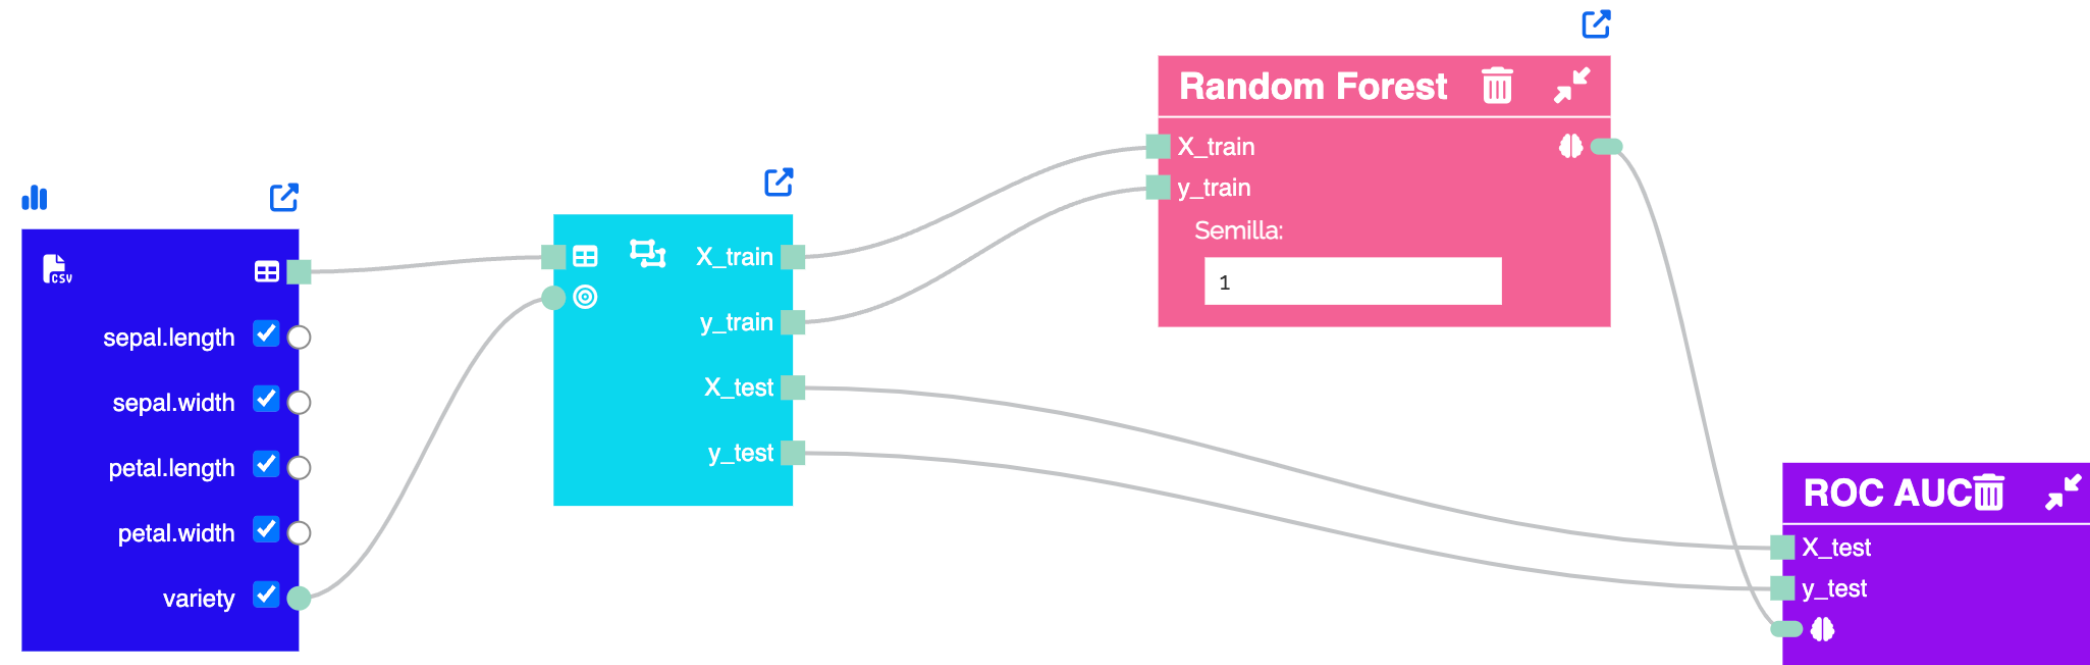 CSV
sepal.length
sepal.width
petal.length
petal.width
variety
X_train
y_train
X_test
y_test
Random Forest
X_train
y_train
Semilla:
1
ROC AUC
X_test
y_test